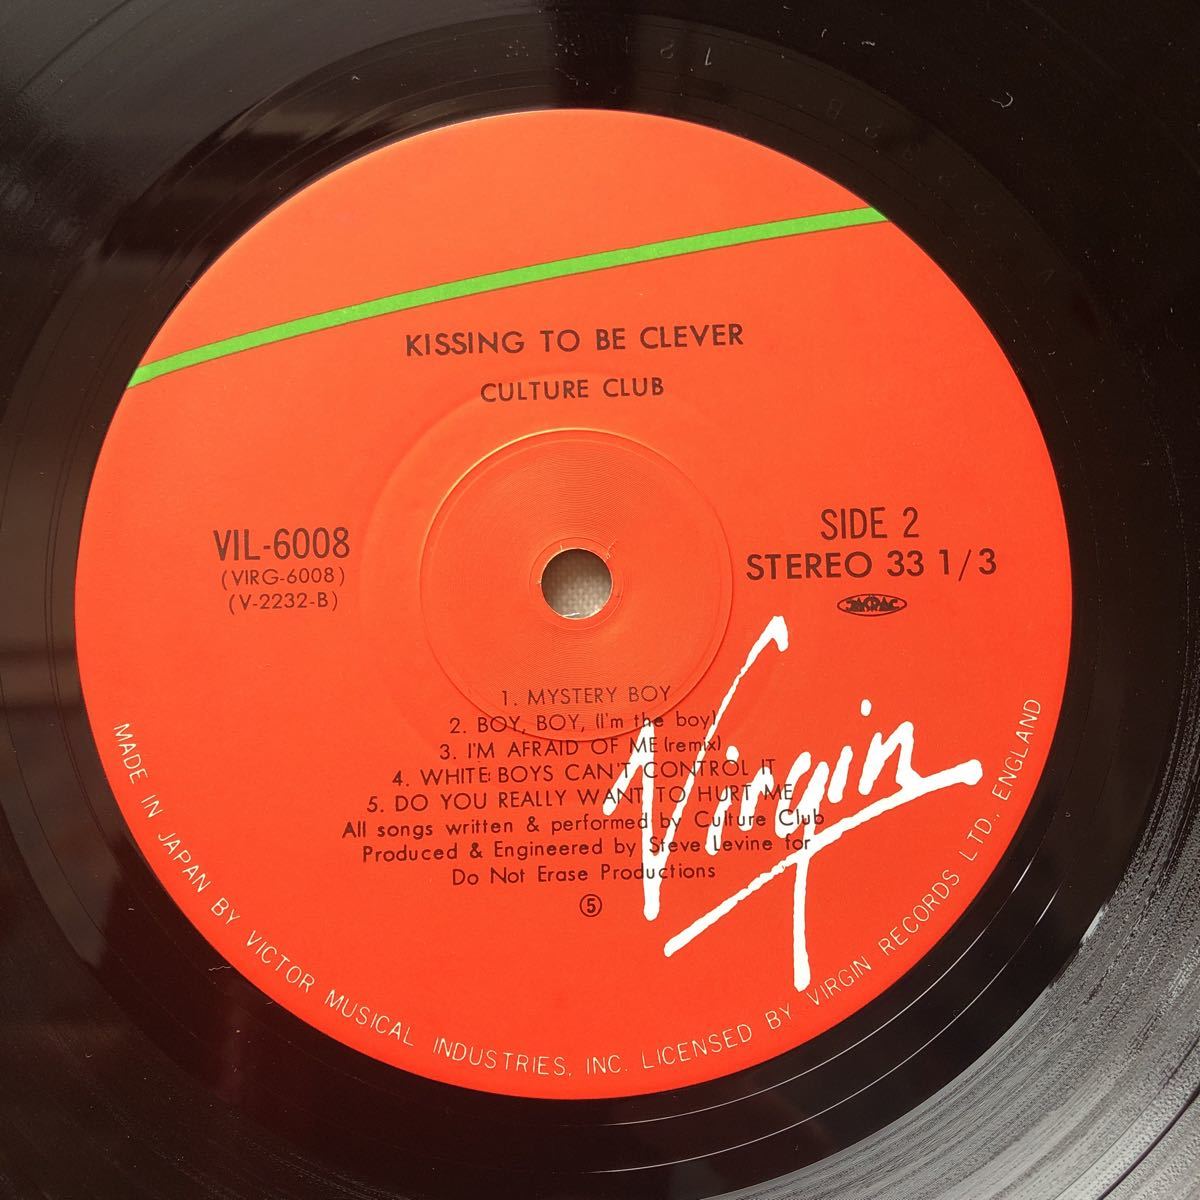 KISSING TO BE CLEVER
CULTURE CLUB
VIL-6008
(VIRG-6008)
(V-2232-B)
SIDE 2
STEREO 33 1/3
1. MYSTERY BOY
2. BOY, BOY, (I'm the boy)
3. I'M AFRAID OF ME (remix)
4. WHITE BOYS CAN'T CONTROL IT
5. DO YOU REALLY WANT TO HURT ME
All songs written & performed by Culture Club
Produced & Engineered by Steve Levine for
Do Not Erase Productions
⑤
Virgin
MADE IN JAPAN BY VICTOR MUSICAL INDUSTRIES, INC. LICENSED BY VIRGIN RECORDS LTD., ENGLAND